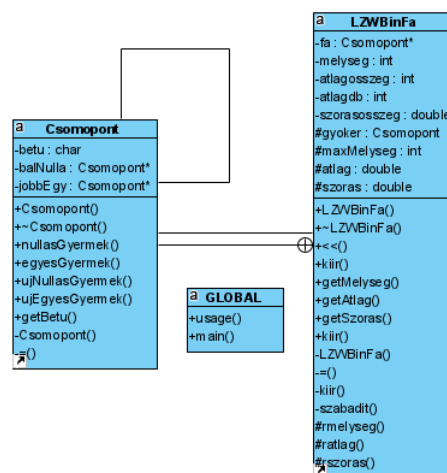 a
Csomopont
-betu : char
-balNulla : Csomopont*
-jobbEgy : Csomopont*
+Csomopont()
+~Csomopont()
+nullasGyermek()
+egyesGyermek()
+ujNullasGyermek()
+ujEgyesGyermek()
+getBetu()
-Csomopont()
-=()
a
GLOBAL
+usage()
+main()
a
LZWBinFa
-fa : Csomopont*
-melyseg : int
-atlagosszeg : int
-atlagdb : int
-szorasosszeg : double
#gyoker : Csomopont
#maxMelyseg : int
#atlag : double
#szoras : double
+LZWBinFa()
+~LZWBinFa()
+<<()
+kiir()
+getMelyseg()
+getAtlag()
+getSzoras()
+kiir()
-LZWBinFa()
-=()
-kiir()
-szabadit()
#rmelyseg()
#ratlag()
#rszoras()